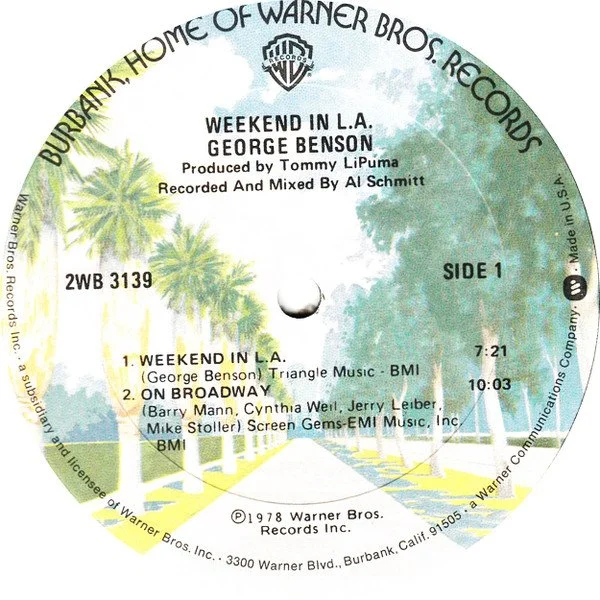 BURBANK, HOME OF WARNER BROS. RECORDS
WB
RECORDS
WEEKEND IN L.A.
GEORGE BENSON
Produced by Tommy LiPuma
Recorded And Mixed By Al Schmitt
2WB 3139
SIDE 1
1. WEEKEND IN L.A. 7:21
(George Benson) Triangle Music - BMI
2. ON BROADWAY 10:03
(Barry Mann, Cynthia Weil, Jerry Leiber,
Mike Stoller) Screen Gems-EMI Music, Inc.
BMI
Ⓟ1978 Warner Bros.
Records Inc.
Warner Bros. Records Inc. · a subsidiary and licensee of Warner Bros. Inc. · 3300 Warner Blvd., Burbank, Calif. 91505 · a Warner Communications Company · Made in U.S.A.